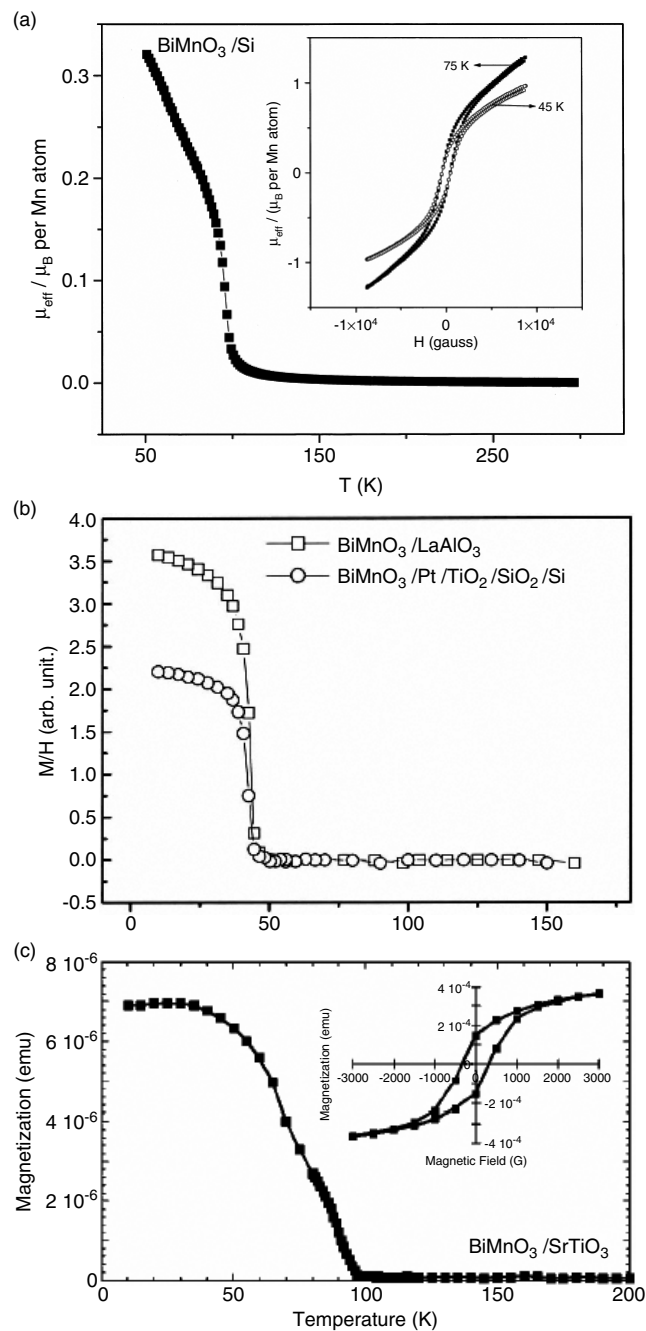 (a)
BiMnO₃ /Si
0.3
0.2
0.1
0.0
μeff / μB per Mn atom
50
150
250
T (K)
75 K
45 K
1
0
-1
μeff / (μB per Mn atom
−1×10⁴
0
1×10⁴
H (gauss)
(b)
4.0
3.5
3.0
2.5
2.0
1.5
1.0
0.5
0.0
-0.5
M/H (arb. unit.)
BiMnO₃ /LaAlO₃
BiMnO₃ /Pt /TiO₂ /SiO₂ /Si
0
50
100
150
(c)
8 10⁻⁶
6 10⁻⁶
4 10⁻⁶
2 10⁻⁶
0
Magnetization (emu)
4 10⁻⁴
2 10⁻⁴
0
-2 10⁻⁴
-4 10⁻⁴
Magnetization (emu)
-3000 -2000 -1000 0 1000 2000 3000
Magnetic Field (G)
BiMnO₃ /SrTiO₃
0
50
100
150
200
Temperature (K)